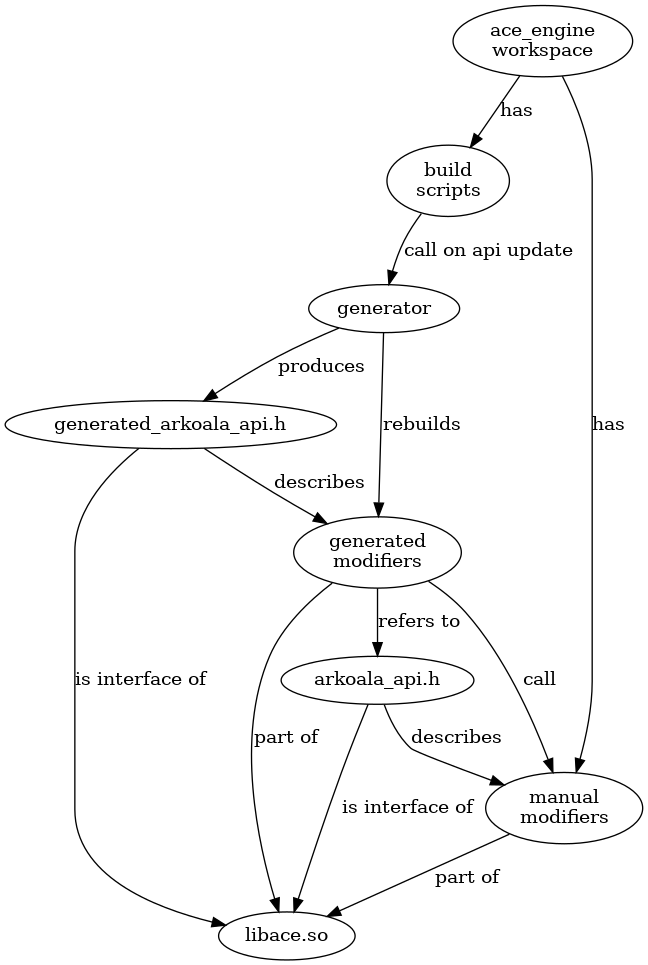 ace_engine
workspace
has
build
scripts
call on api update
generator
produces
generated_arkoala_api.h
rebuilds
has
describes
generated
modifiers
is interface of
refers to
arkoala_api.h
call
part of
describes
is interface of
manual
modifiers
part of
libace.so